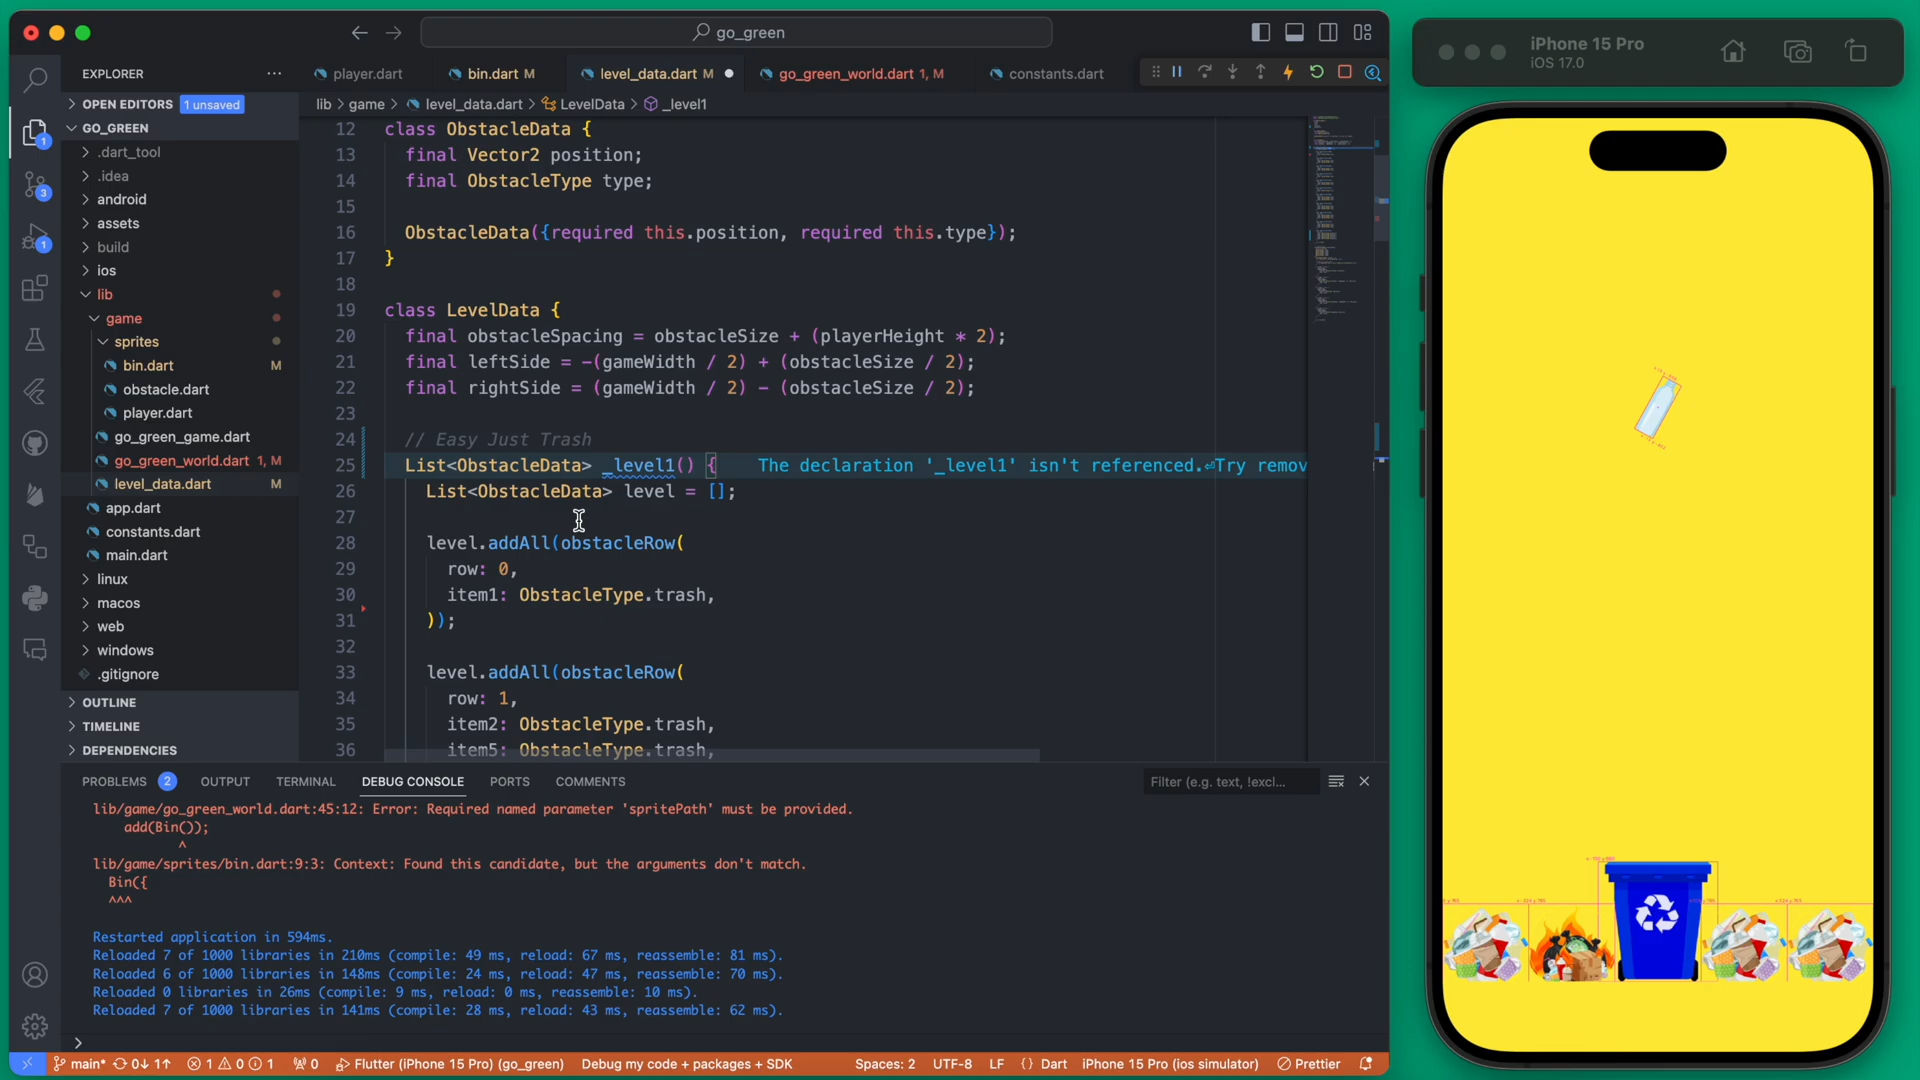 go_green
EXPLORER
player.dart
bin.dart M
level_data.dart M
go_green_world.dart 1, M
constants.dart
OPEN EDITORS 1 unsaved
lib > game > level_data.dart > LevelData > _level1
GO_GREEN
.dart_tool
.idea
android
assets
build
ios
lib
game
sprites
bin.dart M
obstacle.dart
player.dart
go_green_game.dart
go_green_world.dart 1, M
level_data.dart M
app.dart
constants.dart
main.dart
linux
macos
web
windows
.gitignore
OUTLINE
TIMELINE
DEPENDENCIES
1
3
1
12 class ObstacleData {
13 final Vector2 position;
14 final ObstacleType type;
15
16 ObstacleData({required this.position, required this.type});
17 }
18
19 class LevelData {
20 final obstacleSpacing = obstacleSize + (playerHeight * 2);
21 final leftSide = -(gameWidth / 2) + (obstacleSize / 2);
22 final rightSide = (gameWidth / 2) - (obstacleSize / 2);
23
24 // Easy Just Trash
25 List<ObstacleData> _level1() { The declaration '_level1' isn't referenced.⏎Try remov
26 List<ObstacleData> level = [];
27
28 level.addAll(obstacleRow(
29 row: 0,
30 item1: ObstacleType.trash,
31 ));
32
33 level.addAll(obstacleRow(
34 row: 1,
35 item2: ObstacleType.trash,
36 item5: ObstacleType.trash,
PROBLEMS 2 OUTPUT TERMINAL DEBUG CONSOLE PORTS COMMENTS
Filter (e.g. text, !excl...
lib/game/go_green_world.dart:45:12: Error: Required named parameter 'spritePath' must be provided.
add(Bin());
^
lib/game/sprites/bin.dart:9:3: Context: Found this candidate, but the arguments don't match.
Bin({
^^^
Restarted application in 594ms.
Reloaded 7 of 1000 libraries in 210ms (compile: 49 ms, reload: 67 ms, reassemble: 81 ms).
Reloaded 6 of 1000 libraries in 148ms (compile: 24 ms, reload: 47 ms, reassemble: 70 ms).
Reloaded 0 libraries in 26ms (compile: 9 ms, reload: 0 ms, reassemble: 10 ms).
Reloaded 7 of 1000 libraries in 141ms (compile: 28 ms, reload: 43 ms, reassemble: 62 ms).
main* 0↓ 1↑ 1 0 1 0 Flutter (iPhone 15 Pro) (go_green) Debug my code + packages + SDK Spaces: 2 UTF-8 LF {} Dart iPhone 15 Pro (ios simulator) Prettier
iPhone 15 Pro
iOS 17.0